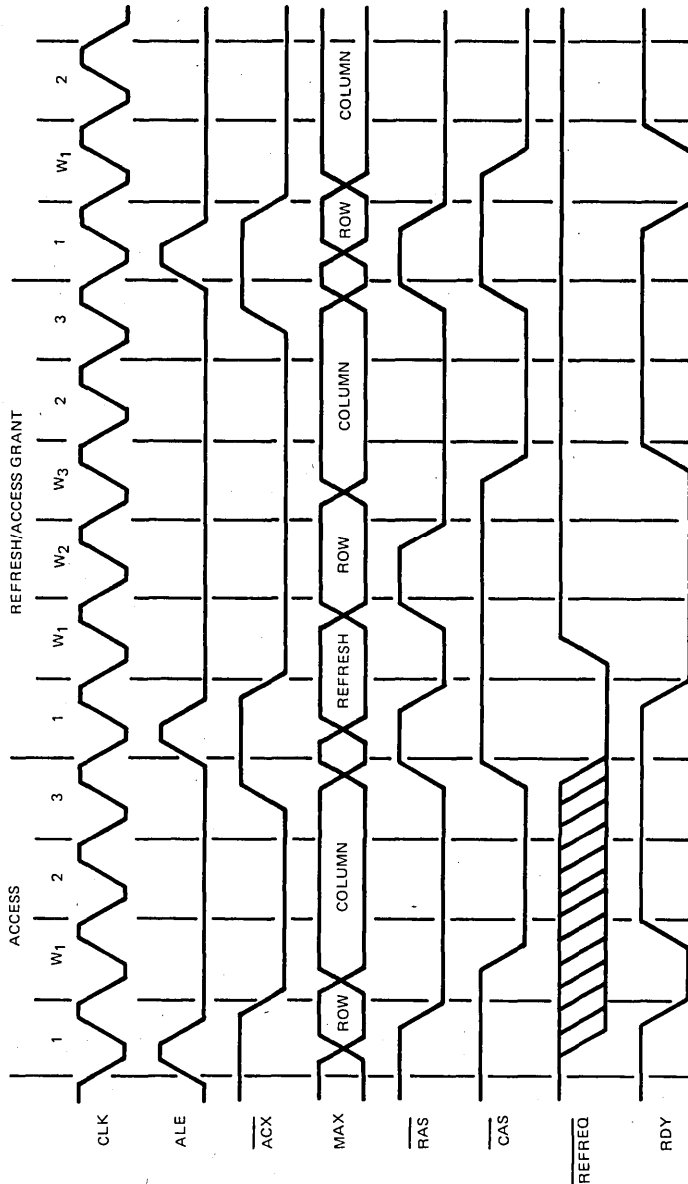 ACCESS
REFRESH/ACCESS GRANT
1 W1 2 3 1 W1 W2 W3 2 3 1 W1 2
CLK
ALE
ACX
MAX
ROW COLUMN REFRESH ROW COLUMN ROW COLUMN
RAS
CAS
REFREQ
RDY